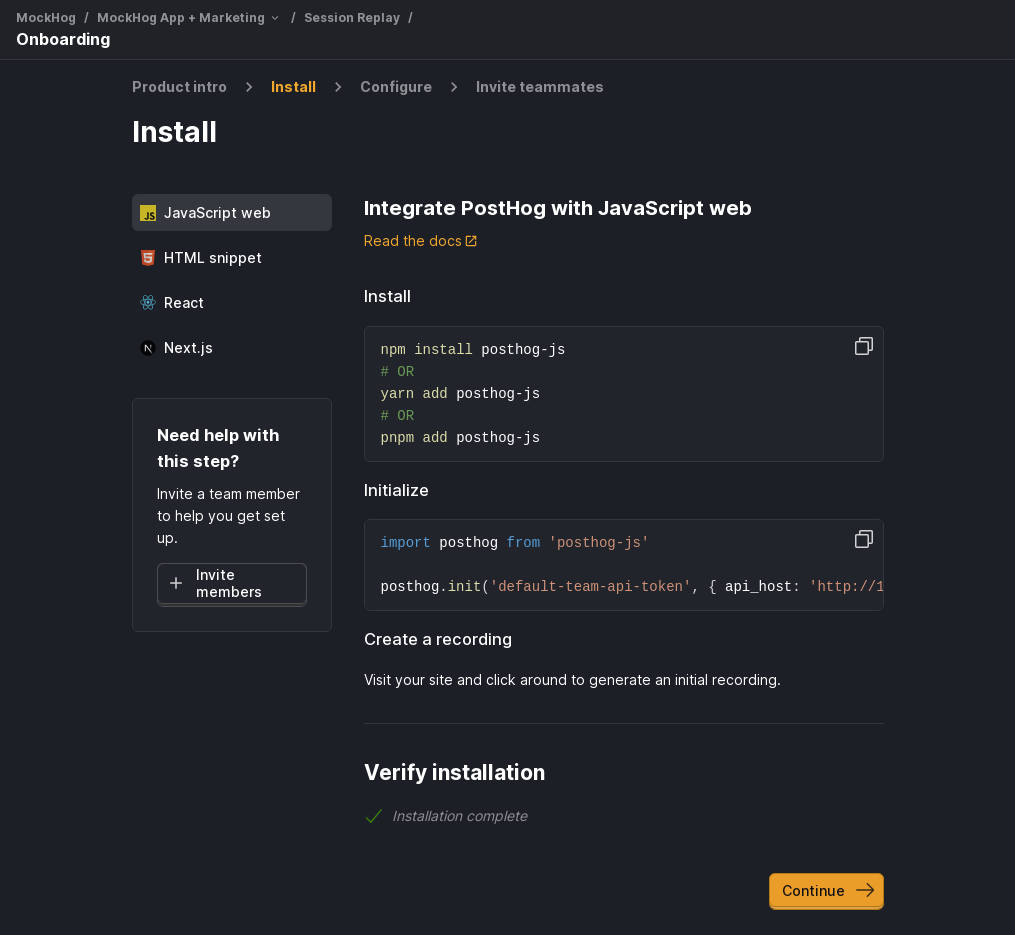 MockHog / MockHog App + Marketing / Session Replay /
Onboarding
Product intro > Install > Configure > Invite teammates
Install
JavaScript web
HTML snippet
React
Next.js
Need help with
this step?
Invite a team member
to help you get set
up.
Invite
members
Integrate PostHog with JavaScript web
Read the docs
Install
npm install posthog-js
# OR
yarn add posthog-js
# OR
pnpm add posthog-js
Initialize
import posthog from 'posthog-js'
posthog.init('default-team-api-token', { api_host: 'http://1
Create a recording
Visit your site and click around to generate an initial recording.
Verify installation
Installation complete
Continue